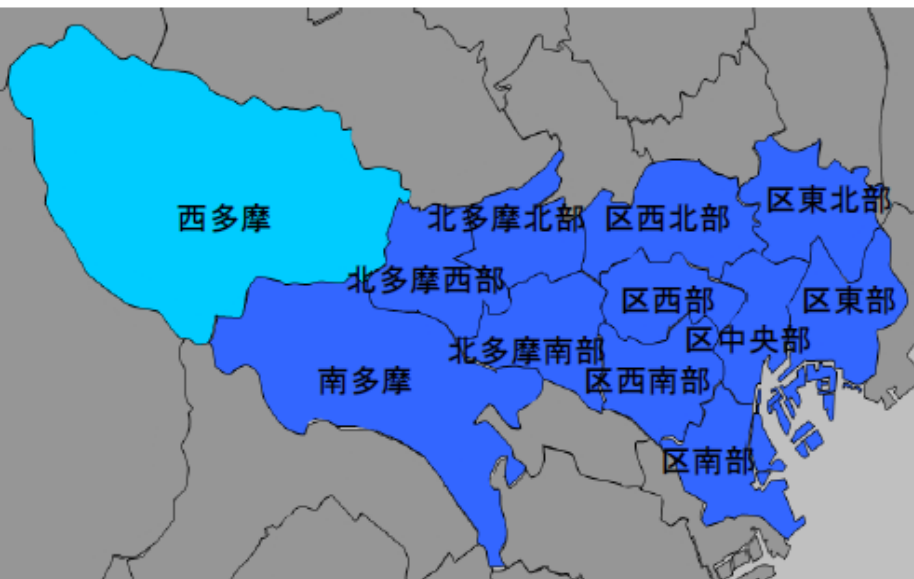 区東北部
西多摩
北多摩北部
区西北部
北多摩西部
区西部
区東部
区中央部
北多摩南部
南多摩
区西南部
区南部